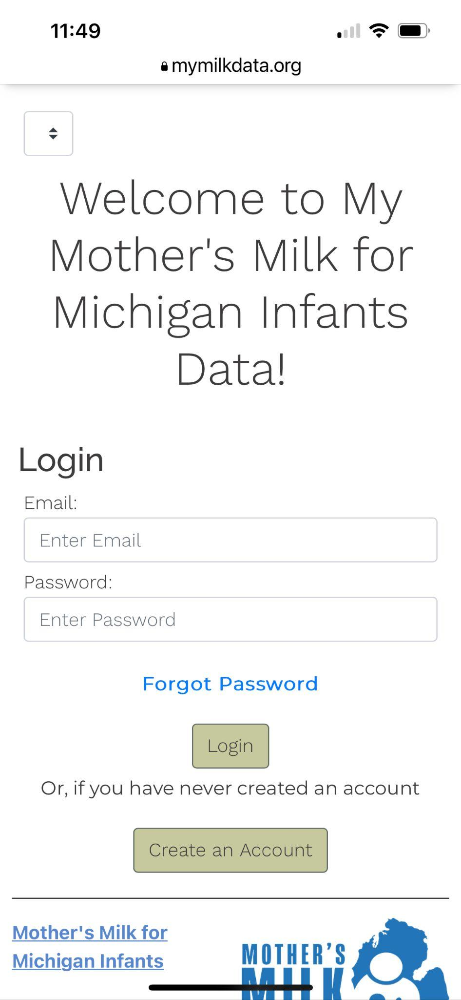 11:49
mymilkdata.org
Welcome to My
Mother's Milk for
Michigan Infants
Data!
Login
Email:
Enter Email
Password:
Enter Password
Forgot Password
Login
Or, if you have never created an account
Create an Account
Mother's Milk for
Michigan Infants
MOTHER'S
MILK